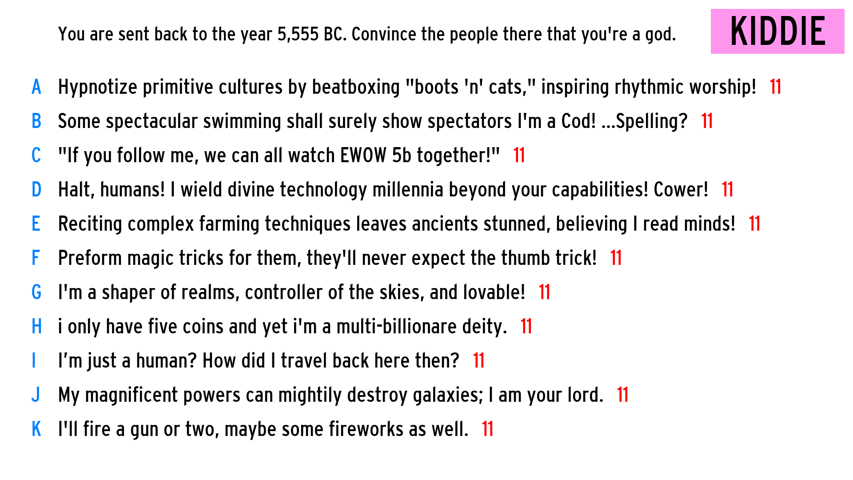 You are sent back to the year 5,555 BC. Convince the people there that you're a god.
KIDDIE
A Hypnotize primitive cultures by beatboxing "boots 'n' cats," inspiring rhythmic worship! 11
B Some spectacular swimming shall surely show spectators I'm a Cod! ...Spelling? 11
C "If you follow me, we can all watch EWOW 5b together!" 11
D Halt, humans! I wield divine technology millennia beyond your capabilities! Cower! 11
E Reciting complex farming techniques leaves ancients stunned, believing I read minds! 11
F Preform magic tricks for them, they'll never expect the thumb trick! 11
G I'm a shaper of realms, controller of the skies, and lovable! 11
H i only have five coins and yet i'm a multi-billionare deity. 11
I I’m just a human? How did I travel back here then? 11
J My magnificent powers can mightily destroy galaxies; I am your lord. 11
K I'll fire a gun or two, maybe some fireworks as well. 11